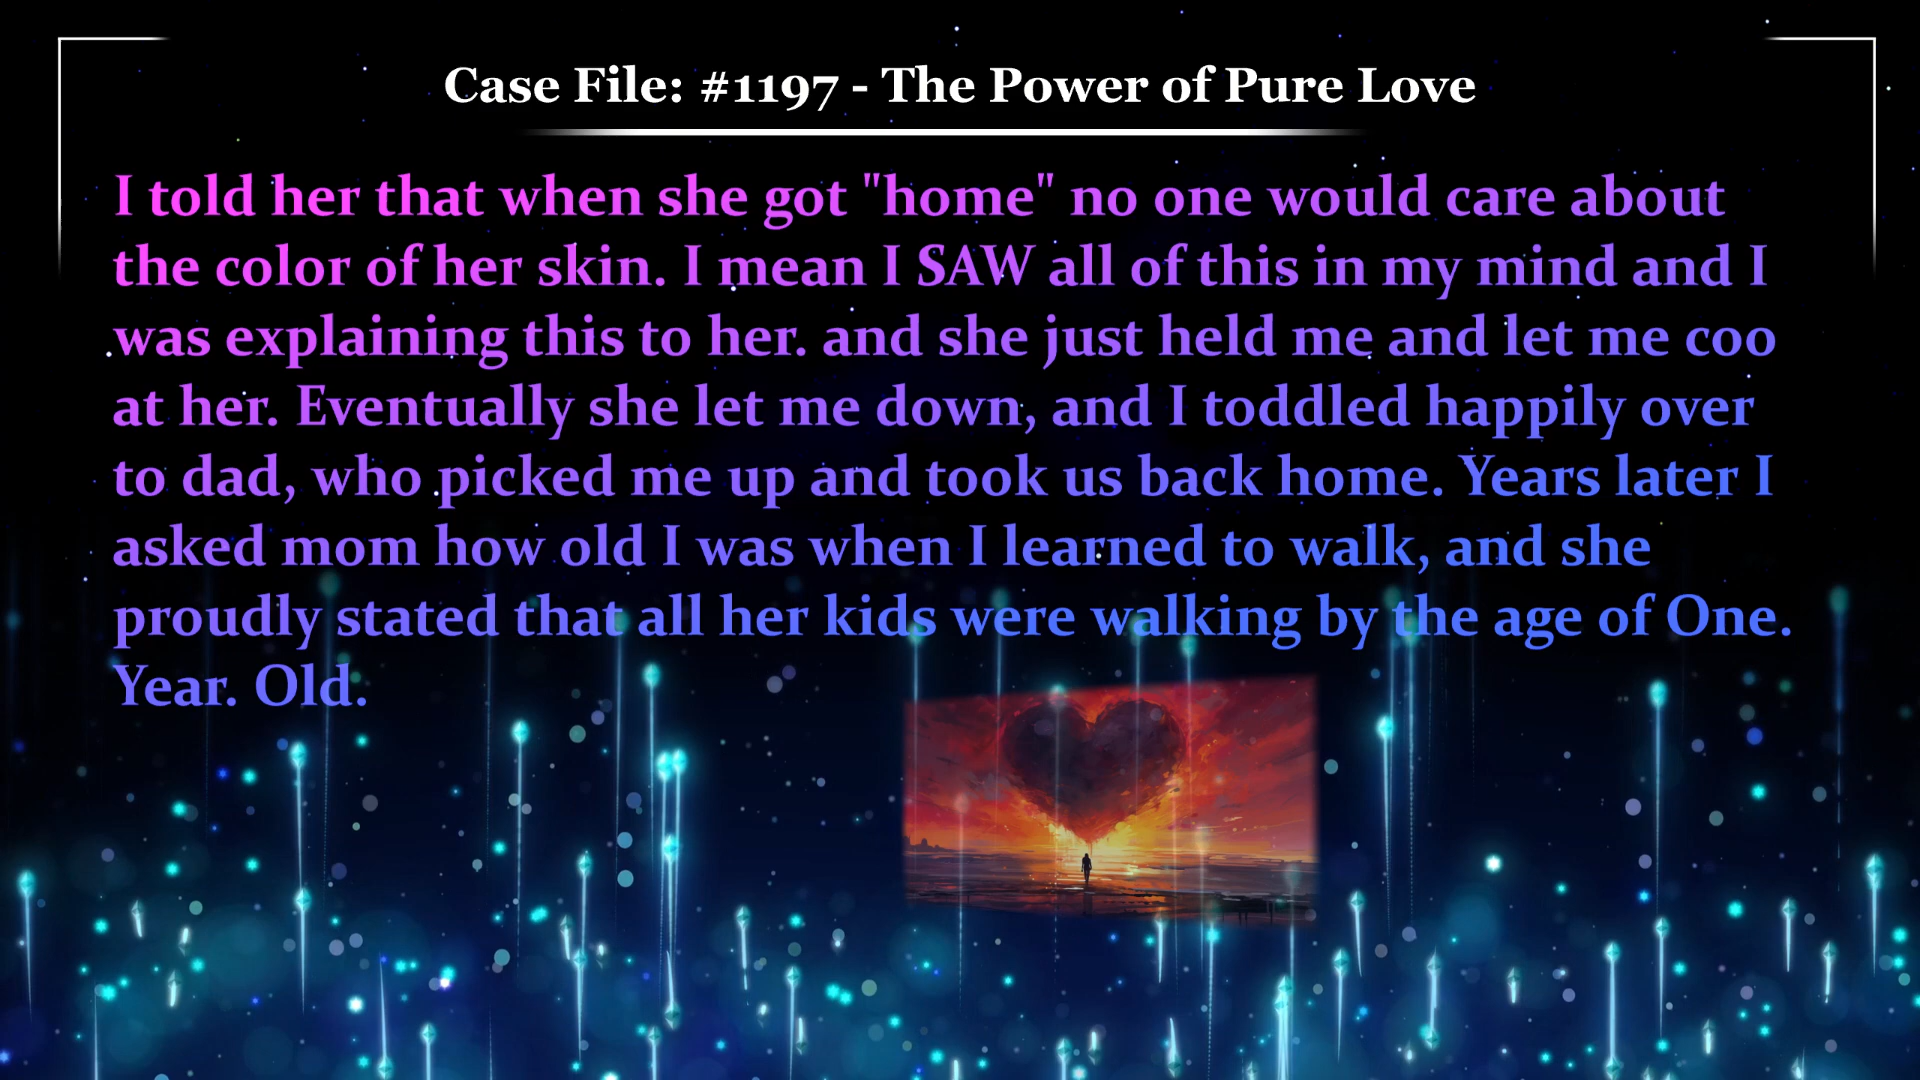 Case File: #1197 - The Power of Pure Love
I told her that when she got "home" no one would care about
the color of her skin. I mean I SAW all of this in my mind and I
was explaining this to her. and she just held me and let me coo
at her. Eventually she let me down, and I toddled happily over
to dad, who picked me up and took us back home. Years later I
asked mom how old I was when I learned to walk, and she
proudly stated that all her kids were walking by the age of One.
Year. Old.